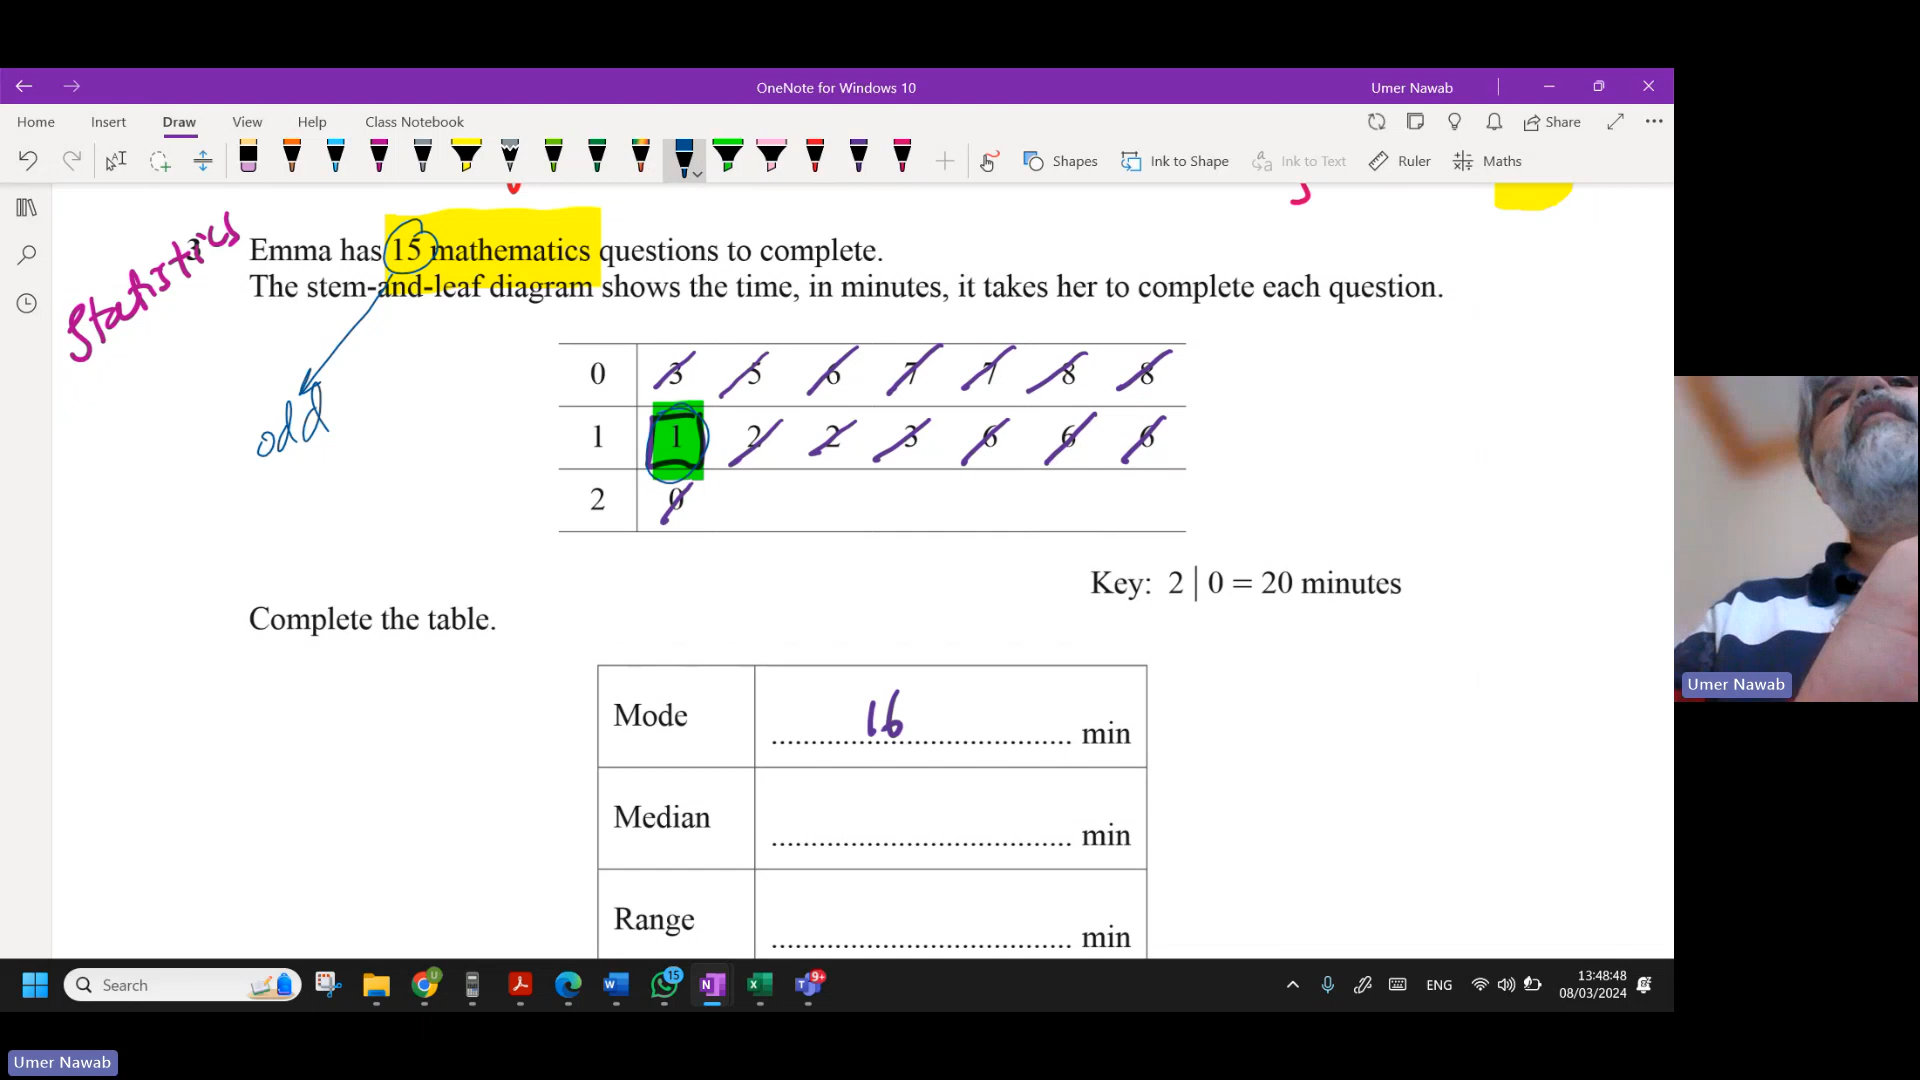 OneNote for Windows 10
Umer Nawab
Home Insert Draw View Help Class Notebook
Share
Shapes Ink to Shape Ink to Text Ruler Maths
Statistics
3 Emma has 15 mathematics questions to complete.
The stem-and-leaf diagram shows the time, in minutes, it takes her to complete each question.
odd
0 3 5 6 7 7 8 8
1 1 2 2 3 6 6 6
2 0
Key: 2 | 0 = 20 minutes
Complete the table.
Mode 16 min
Median min
Range min
Umer Nawab
Search
15
9+
ENG
13:48:48
08/03/2024
Umer Nawab